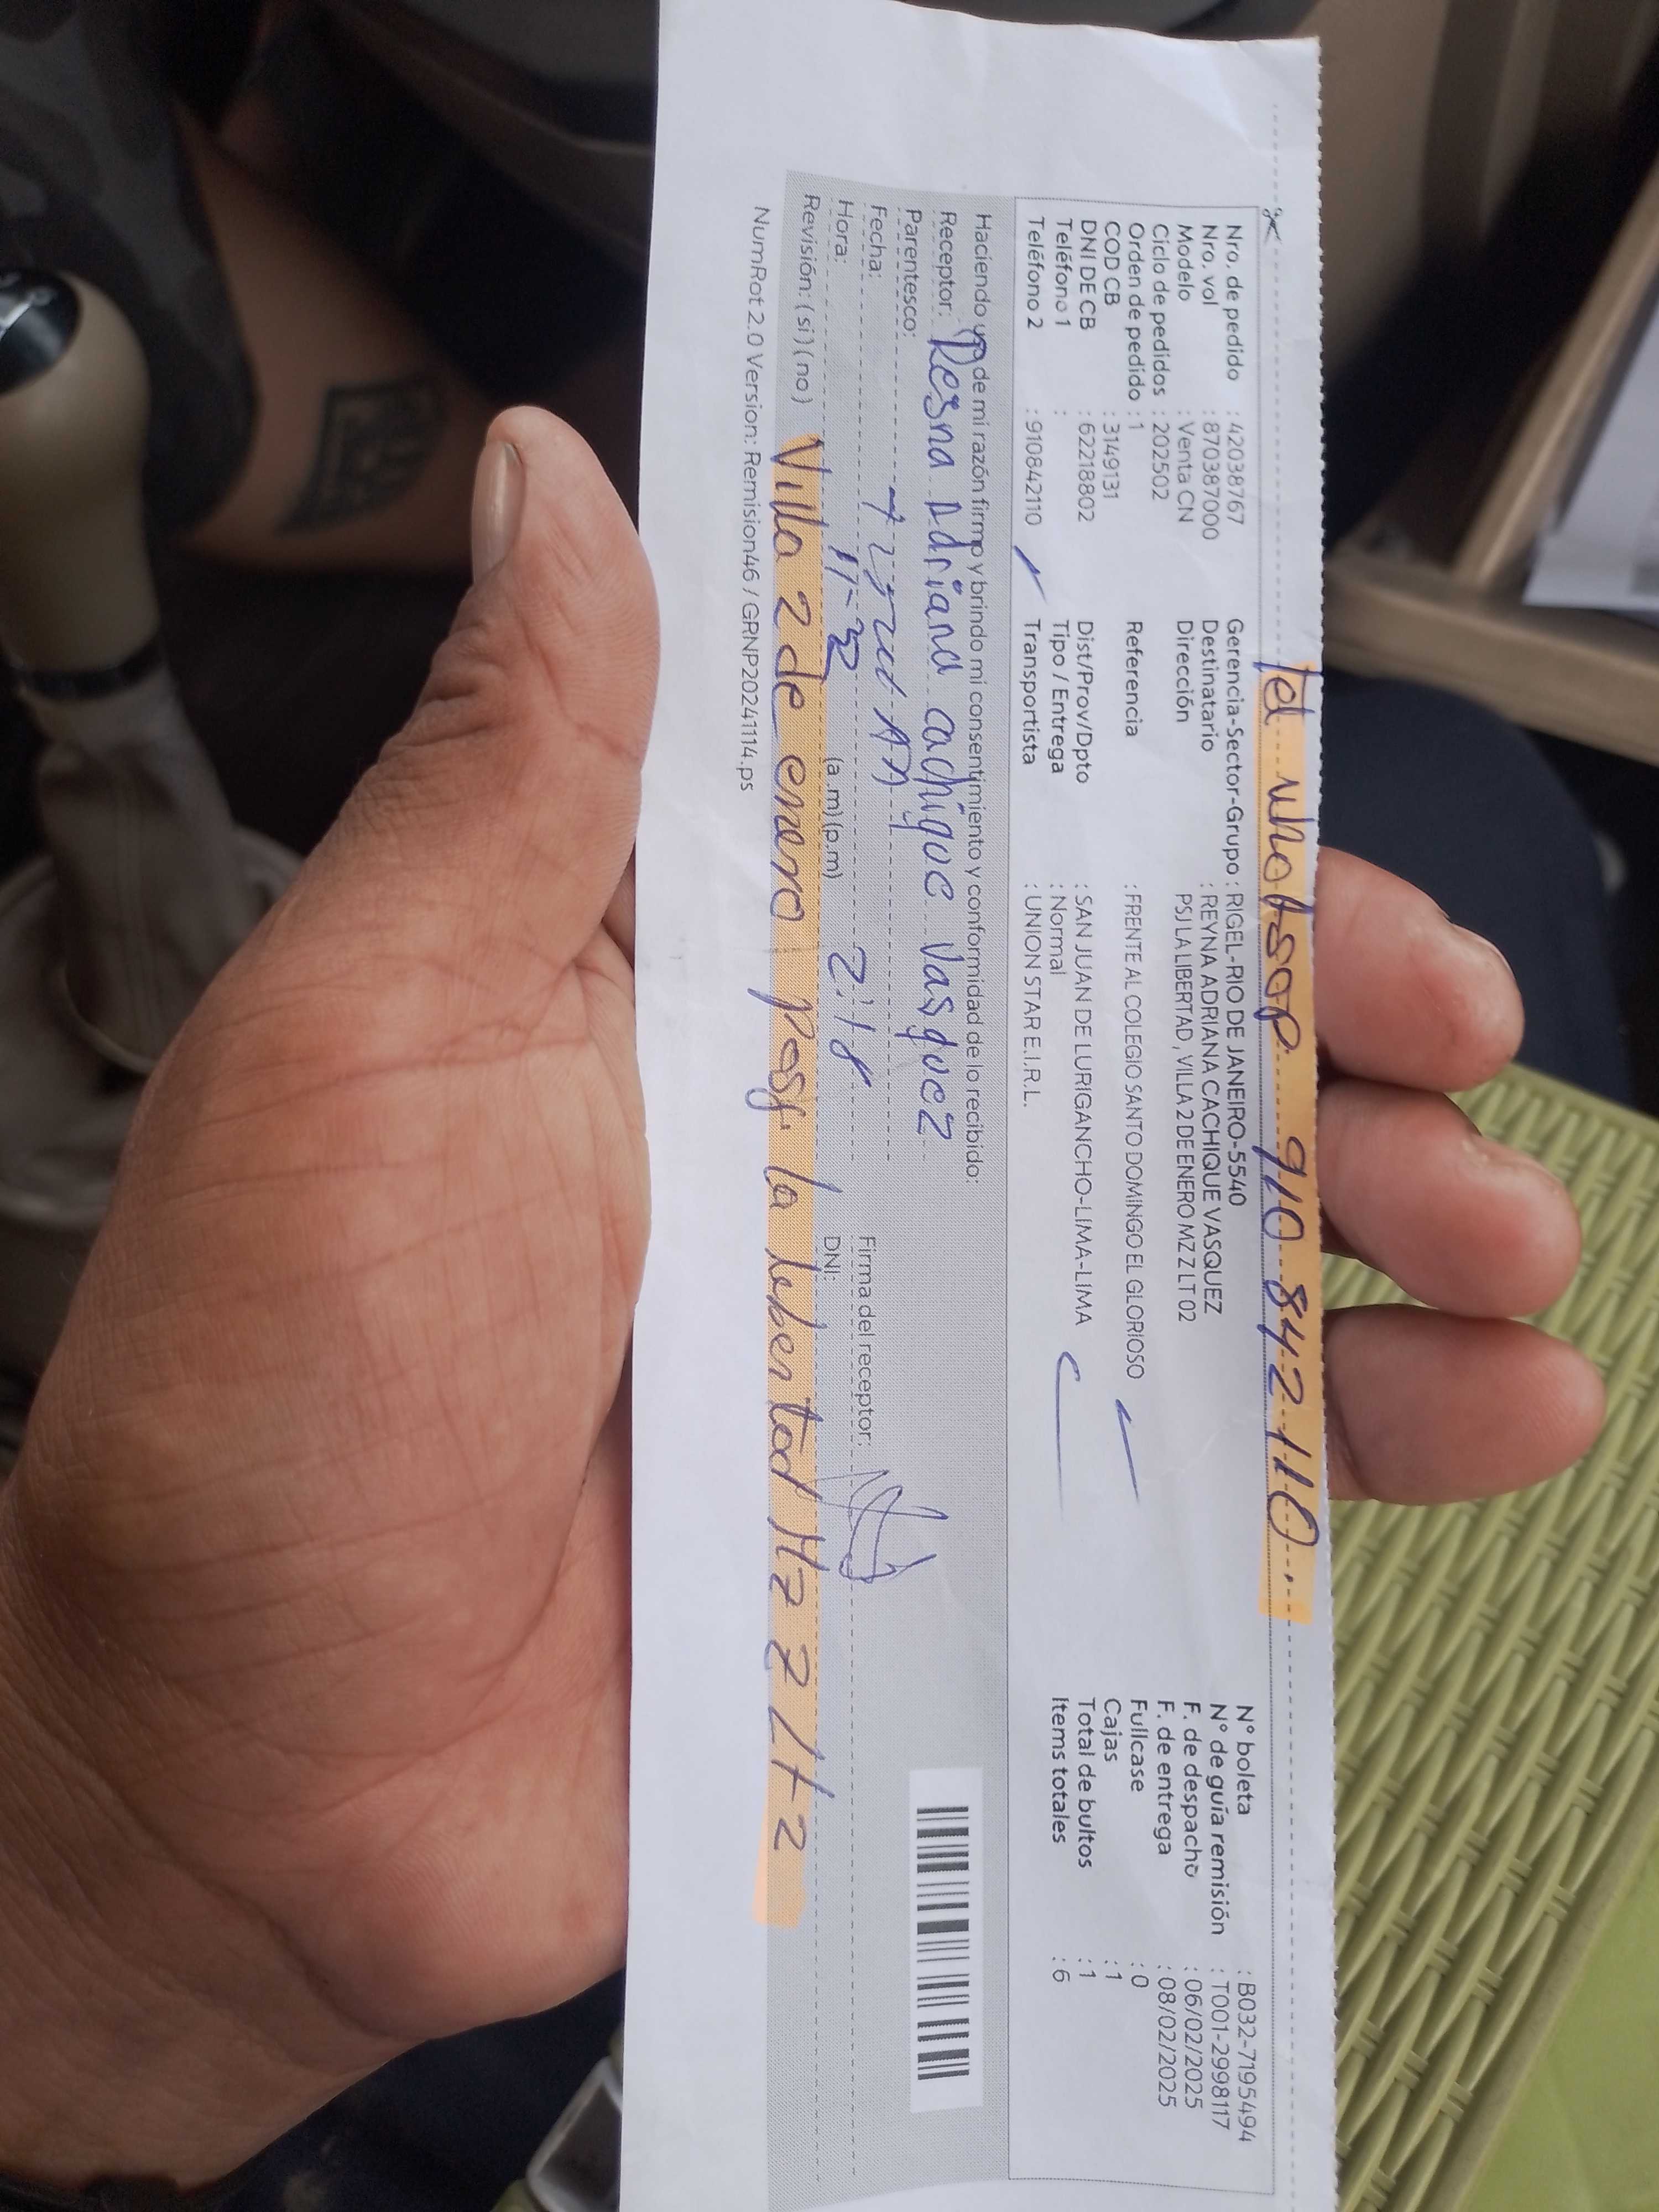 tel whatsap 910 842 110
Nro. de pedido : 42038767
Nro. vol : 870387000
Modelo : Venta CN
Ciclo de pedidos : 202502
Orden de pedido : 1
COD CB : 3149131
DNI DE CB : 62218802
Teléfono 1 :
Teléfono 2 : 910842110
Gerencia-Sector-Grupo : RIGEL-RIO DE JANEIRO-5540
Destinatario : REYNA ADRIANA CACHIQUE VASQUEZ
Dirección PSJ LA LIBERTAD, VILLA 2 DE ENERO MZ Z LT 02
Referencia : FRENTE AL COLEGIO SANTO DOMINGO EL GLORIOSO
Dist/Prov/Dpto : SAN JUAN DE LURIGANCHO-LIMA-LIMA
Tipo / Entrega : Normal
Transportista : UNION STAR E.I.R.L.
N° boleta : B032-7195494
N° de guía remisión : T001-2998117
F. de despacho : 06/02/2025
F. de entrega : 08/02/2025
Fullcase : 0
Cajas : 1
Total de bultos : 1
Items totales : 6
Haciendo uso de mi razón firmo y brindo mi consentimiento y conformidad de lo recibido:
Receptor: Adriana cachique Vasquez
Parentesco:
Fecha:
Hora: 11-30 (a.m) (p.m)
Firma del receptor:
DNI:
Revisión: (si) (no)
Villa 2 de enero Posj. la Libertad Mz Z Lt 2
NumRot 2.0 Version: Remision46 / GRNP20241114.ps